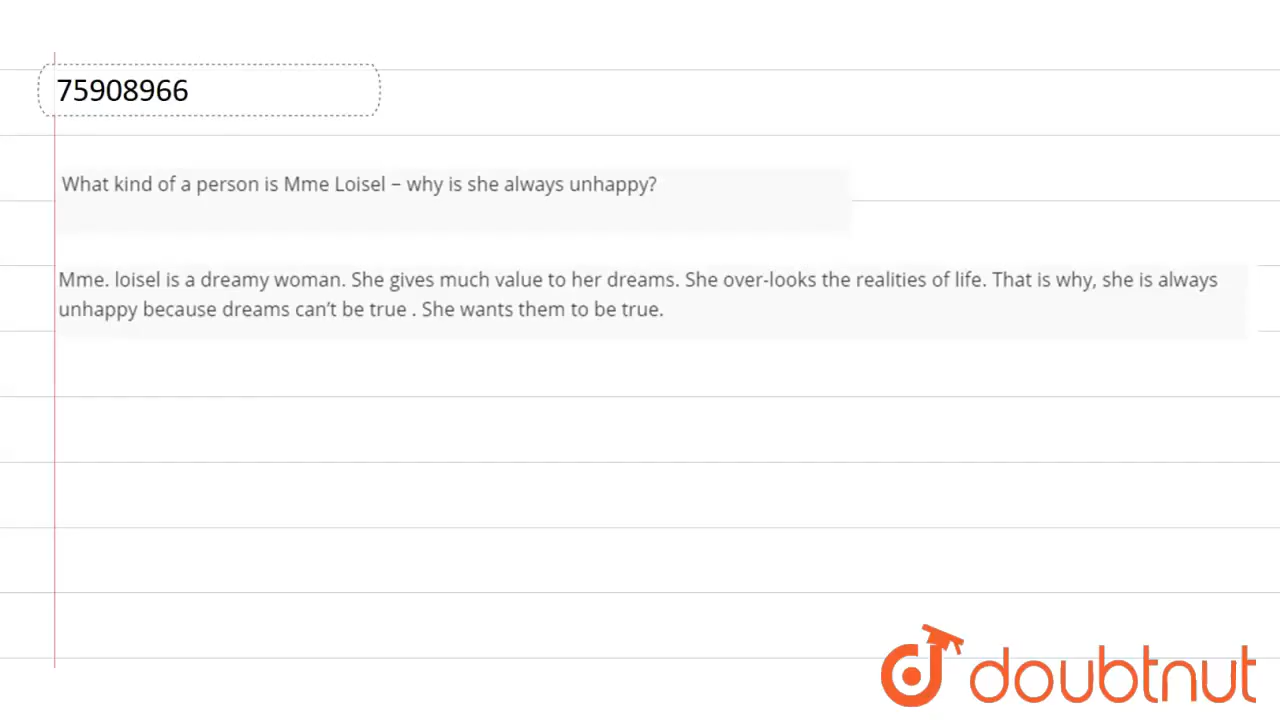 75908966
What kind of a person is Mme Loisel − why is she always unhappy?
Mme. loisel is a dreamy woman. She gives much value to her dreams. She over-looks the realities of life. That is why, she is always
unhappy because dreams can’t be true . She wants them to be true.
doubtnut